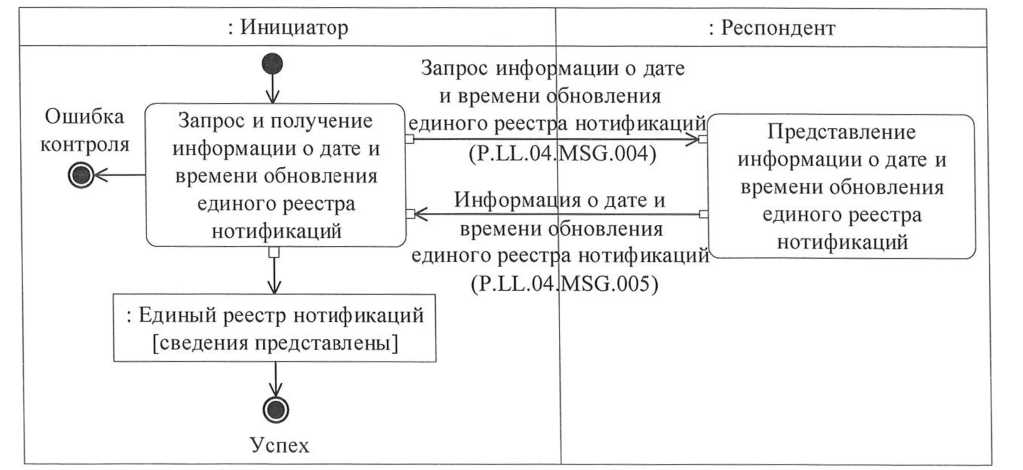 : Инициатор
: Респондент
Ошибка
контроля
Запрос и получение
информации о дате и
времени обновления
единого реестра
нотификаций
Запрос информации о дате
и времени обновления
единого реестра нотификаций
(P.LL.04.MSG.004)
Информация о дате и
времени обновления
единого реестра нотификаций
(P.LL.04.MSG.005)
Представление
информации о дате и
времени обновления
единого реестра
нотификаций
: Единый реестр нотификаций
[сведения представлены]
Успех